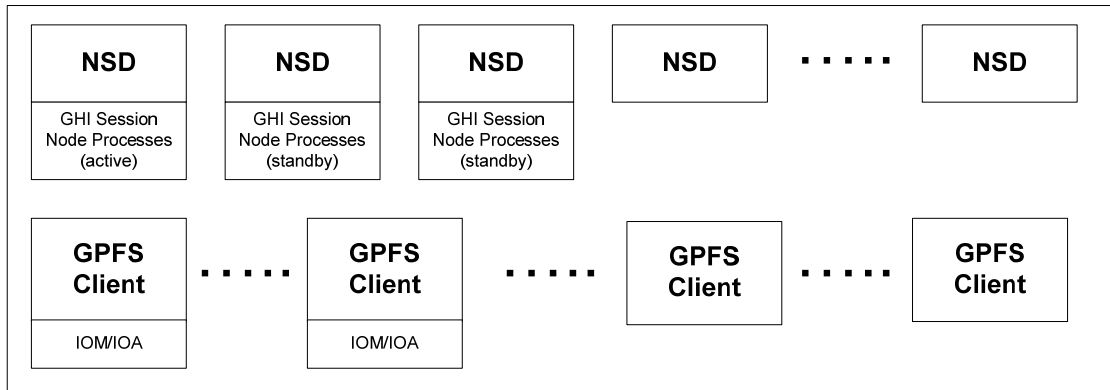 NSD
NSD
NSD
NSD
NSD
GHI Session
Node Processes
(active)
GHI Session
Node Processes
(standby)
GHI Session
Node Processes
(standby)
GPFS
Client
GPFS
Client
GPFS
Client
GPFS
Client
IOM/IOA
IOM/IOA